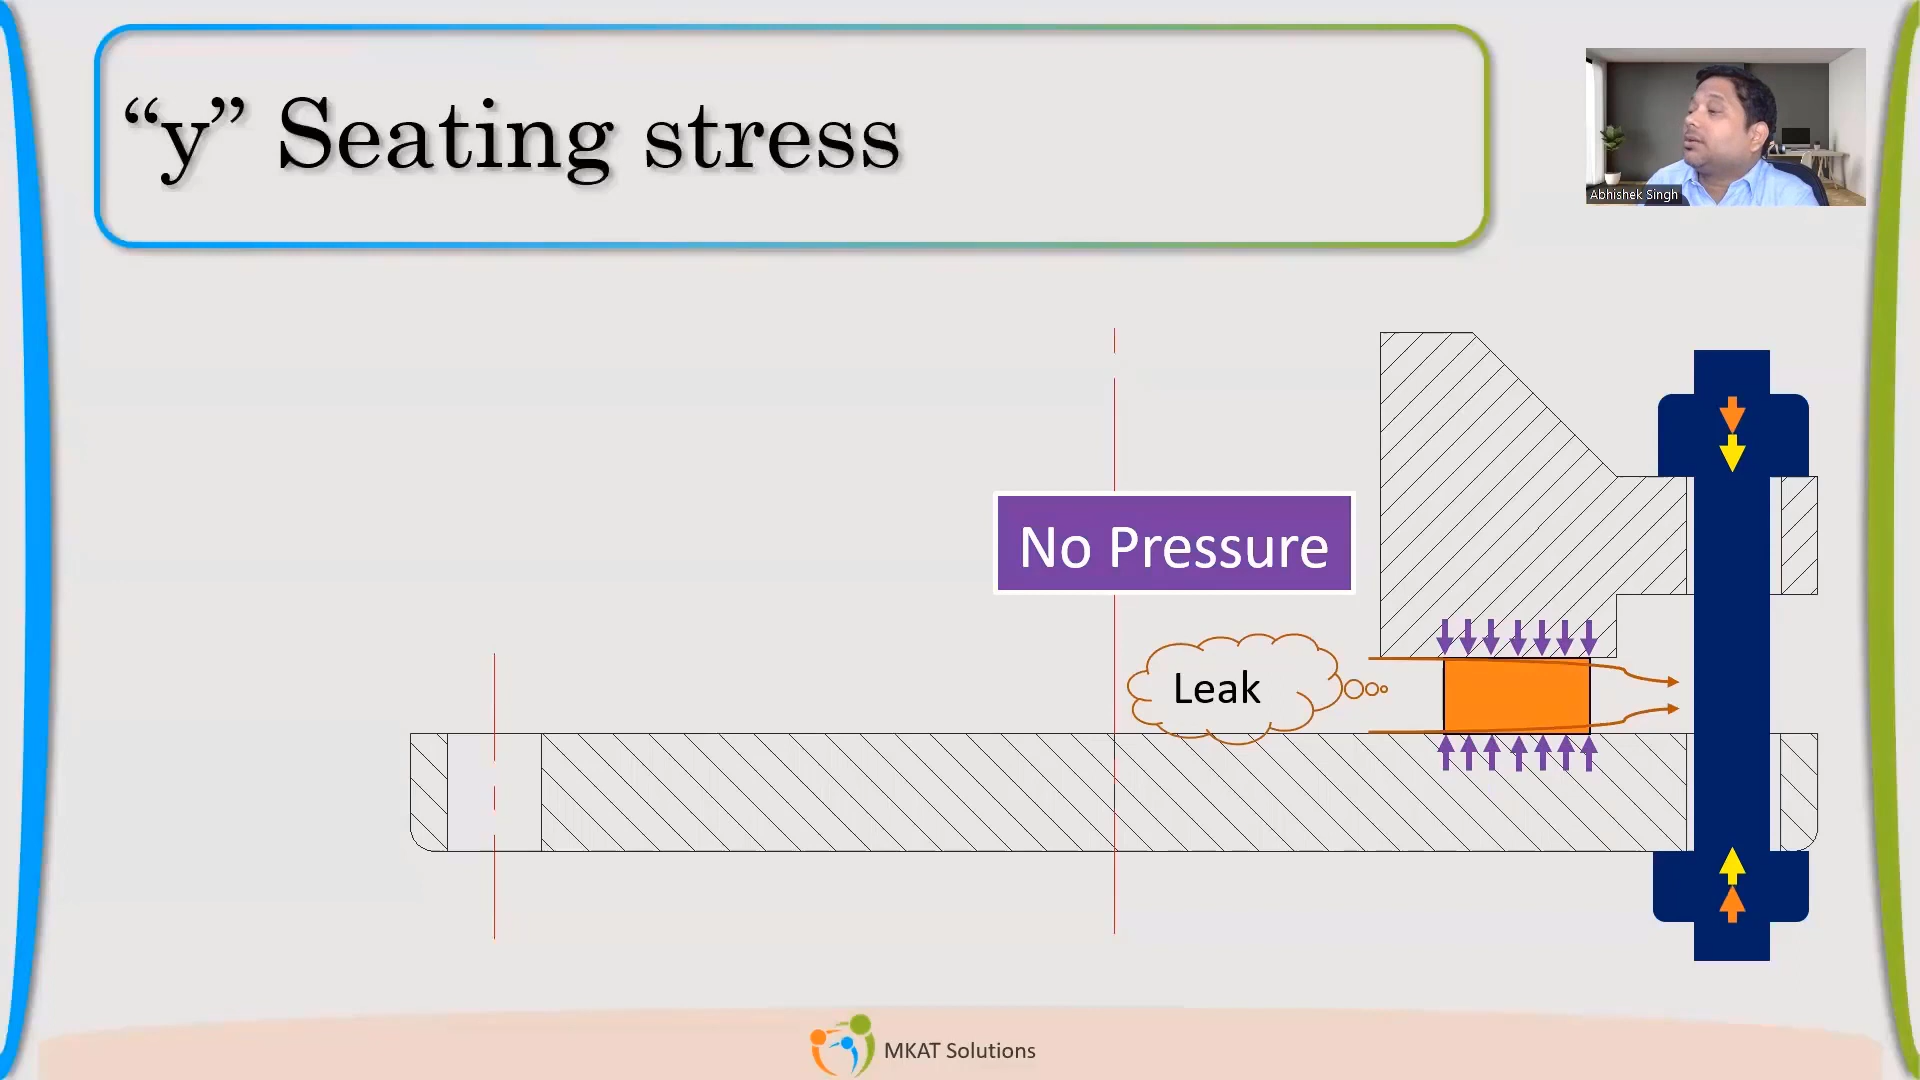 “y” Seating stress
Abhishek Singh
No Pressure
Leak
MKAT Solutions